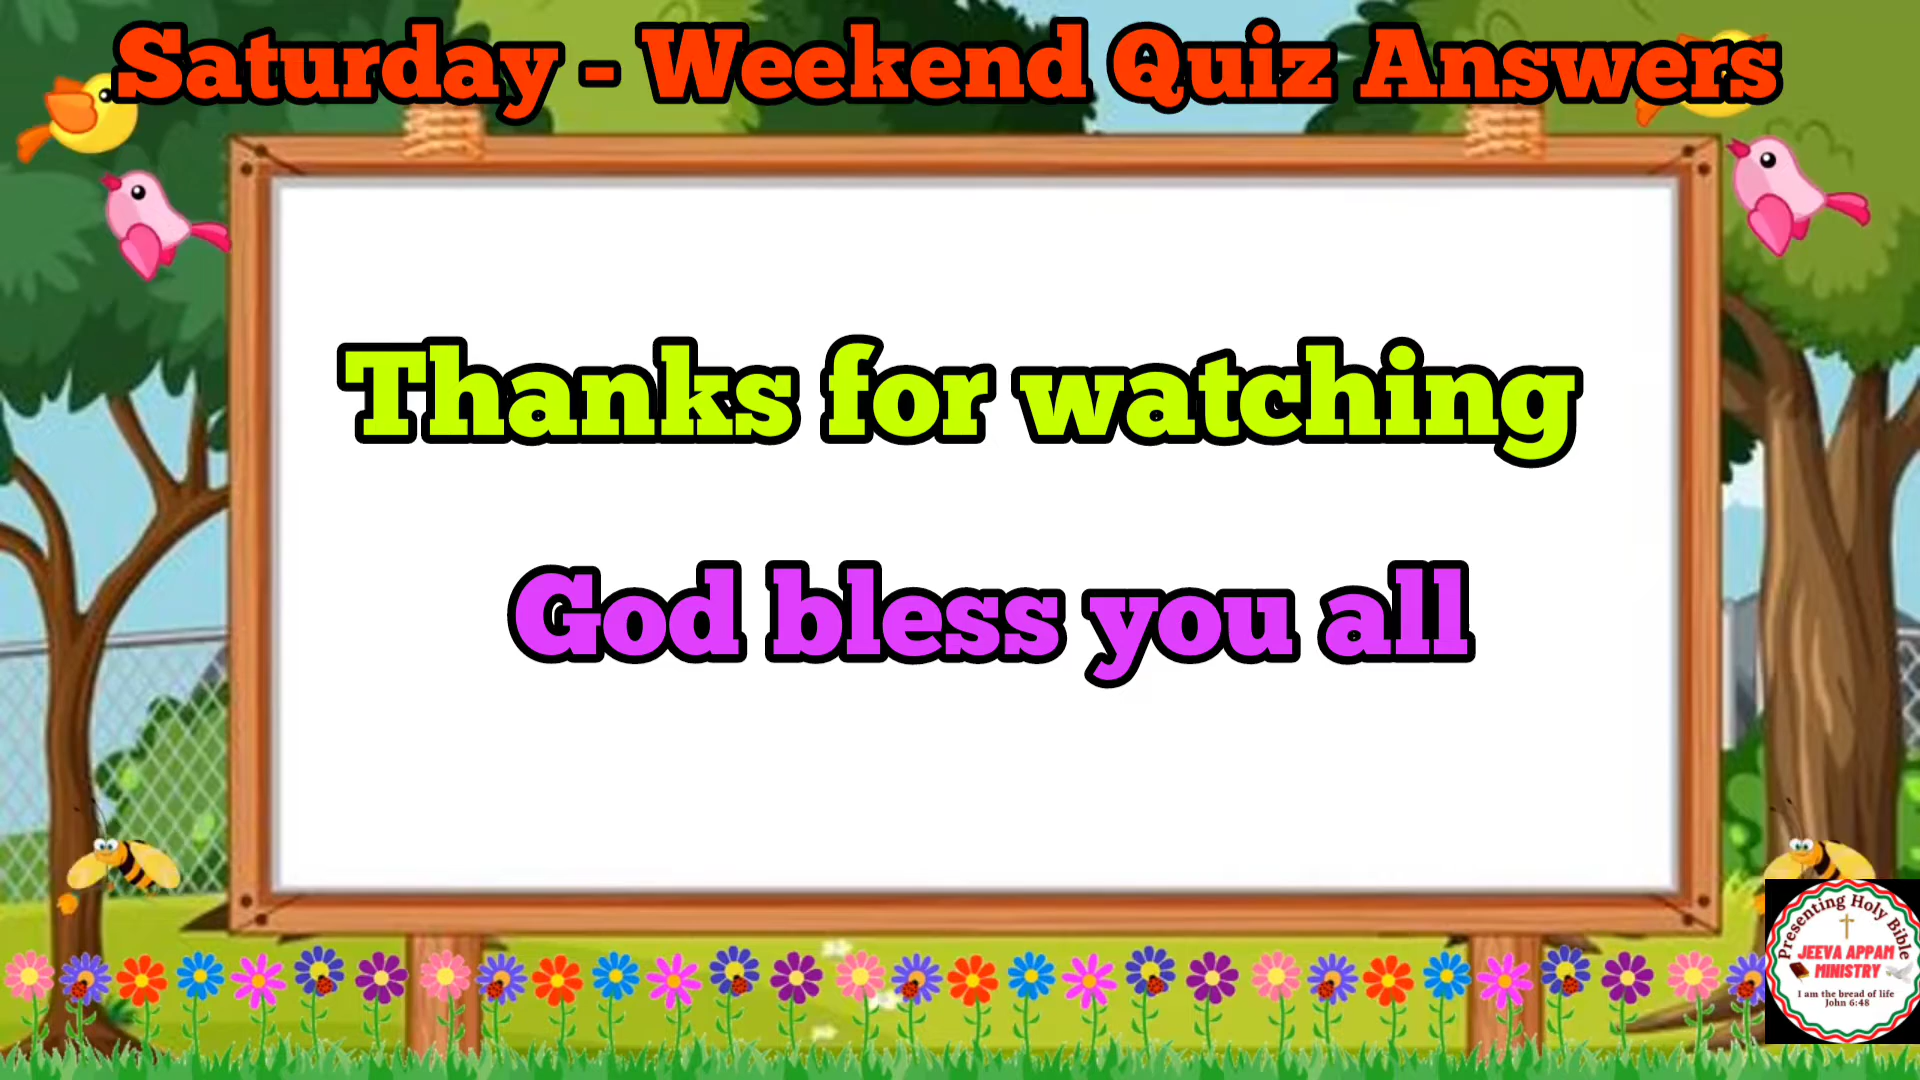 Saturday - Weekend Quiz Answers
Thanks for watching
God bless you all
Presenting Holy Bible
JEEVA APPAM
MINISTRY
I am the bread of life
John 6:48